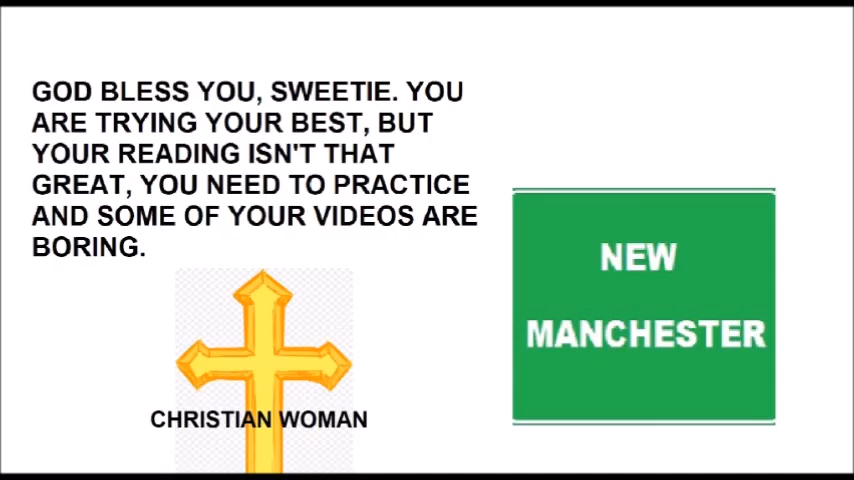 GOD BLESS YOU, SWEETIE. YOU
ARE TRYING YOUR BEST, BUT
YOUR READING ISN'T THAT
GREAT, YOU NEED TO PRACTICE
AND SOME OF YOUR VIDEOS ARE
BORING.
NEW
MANCHESTER
CHRISTIAN WOMAN